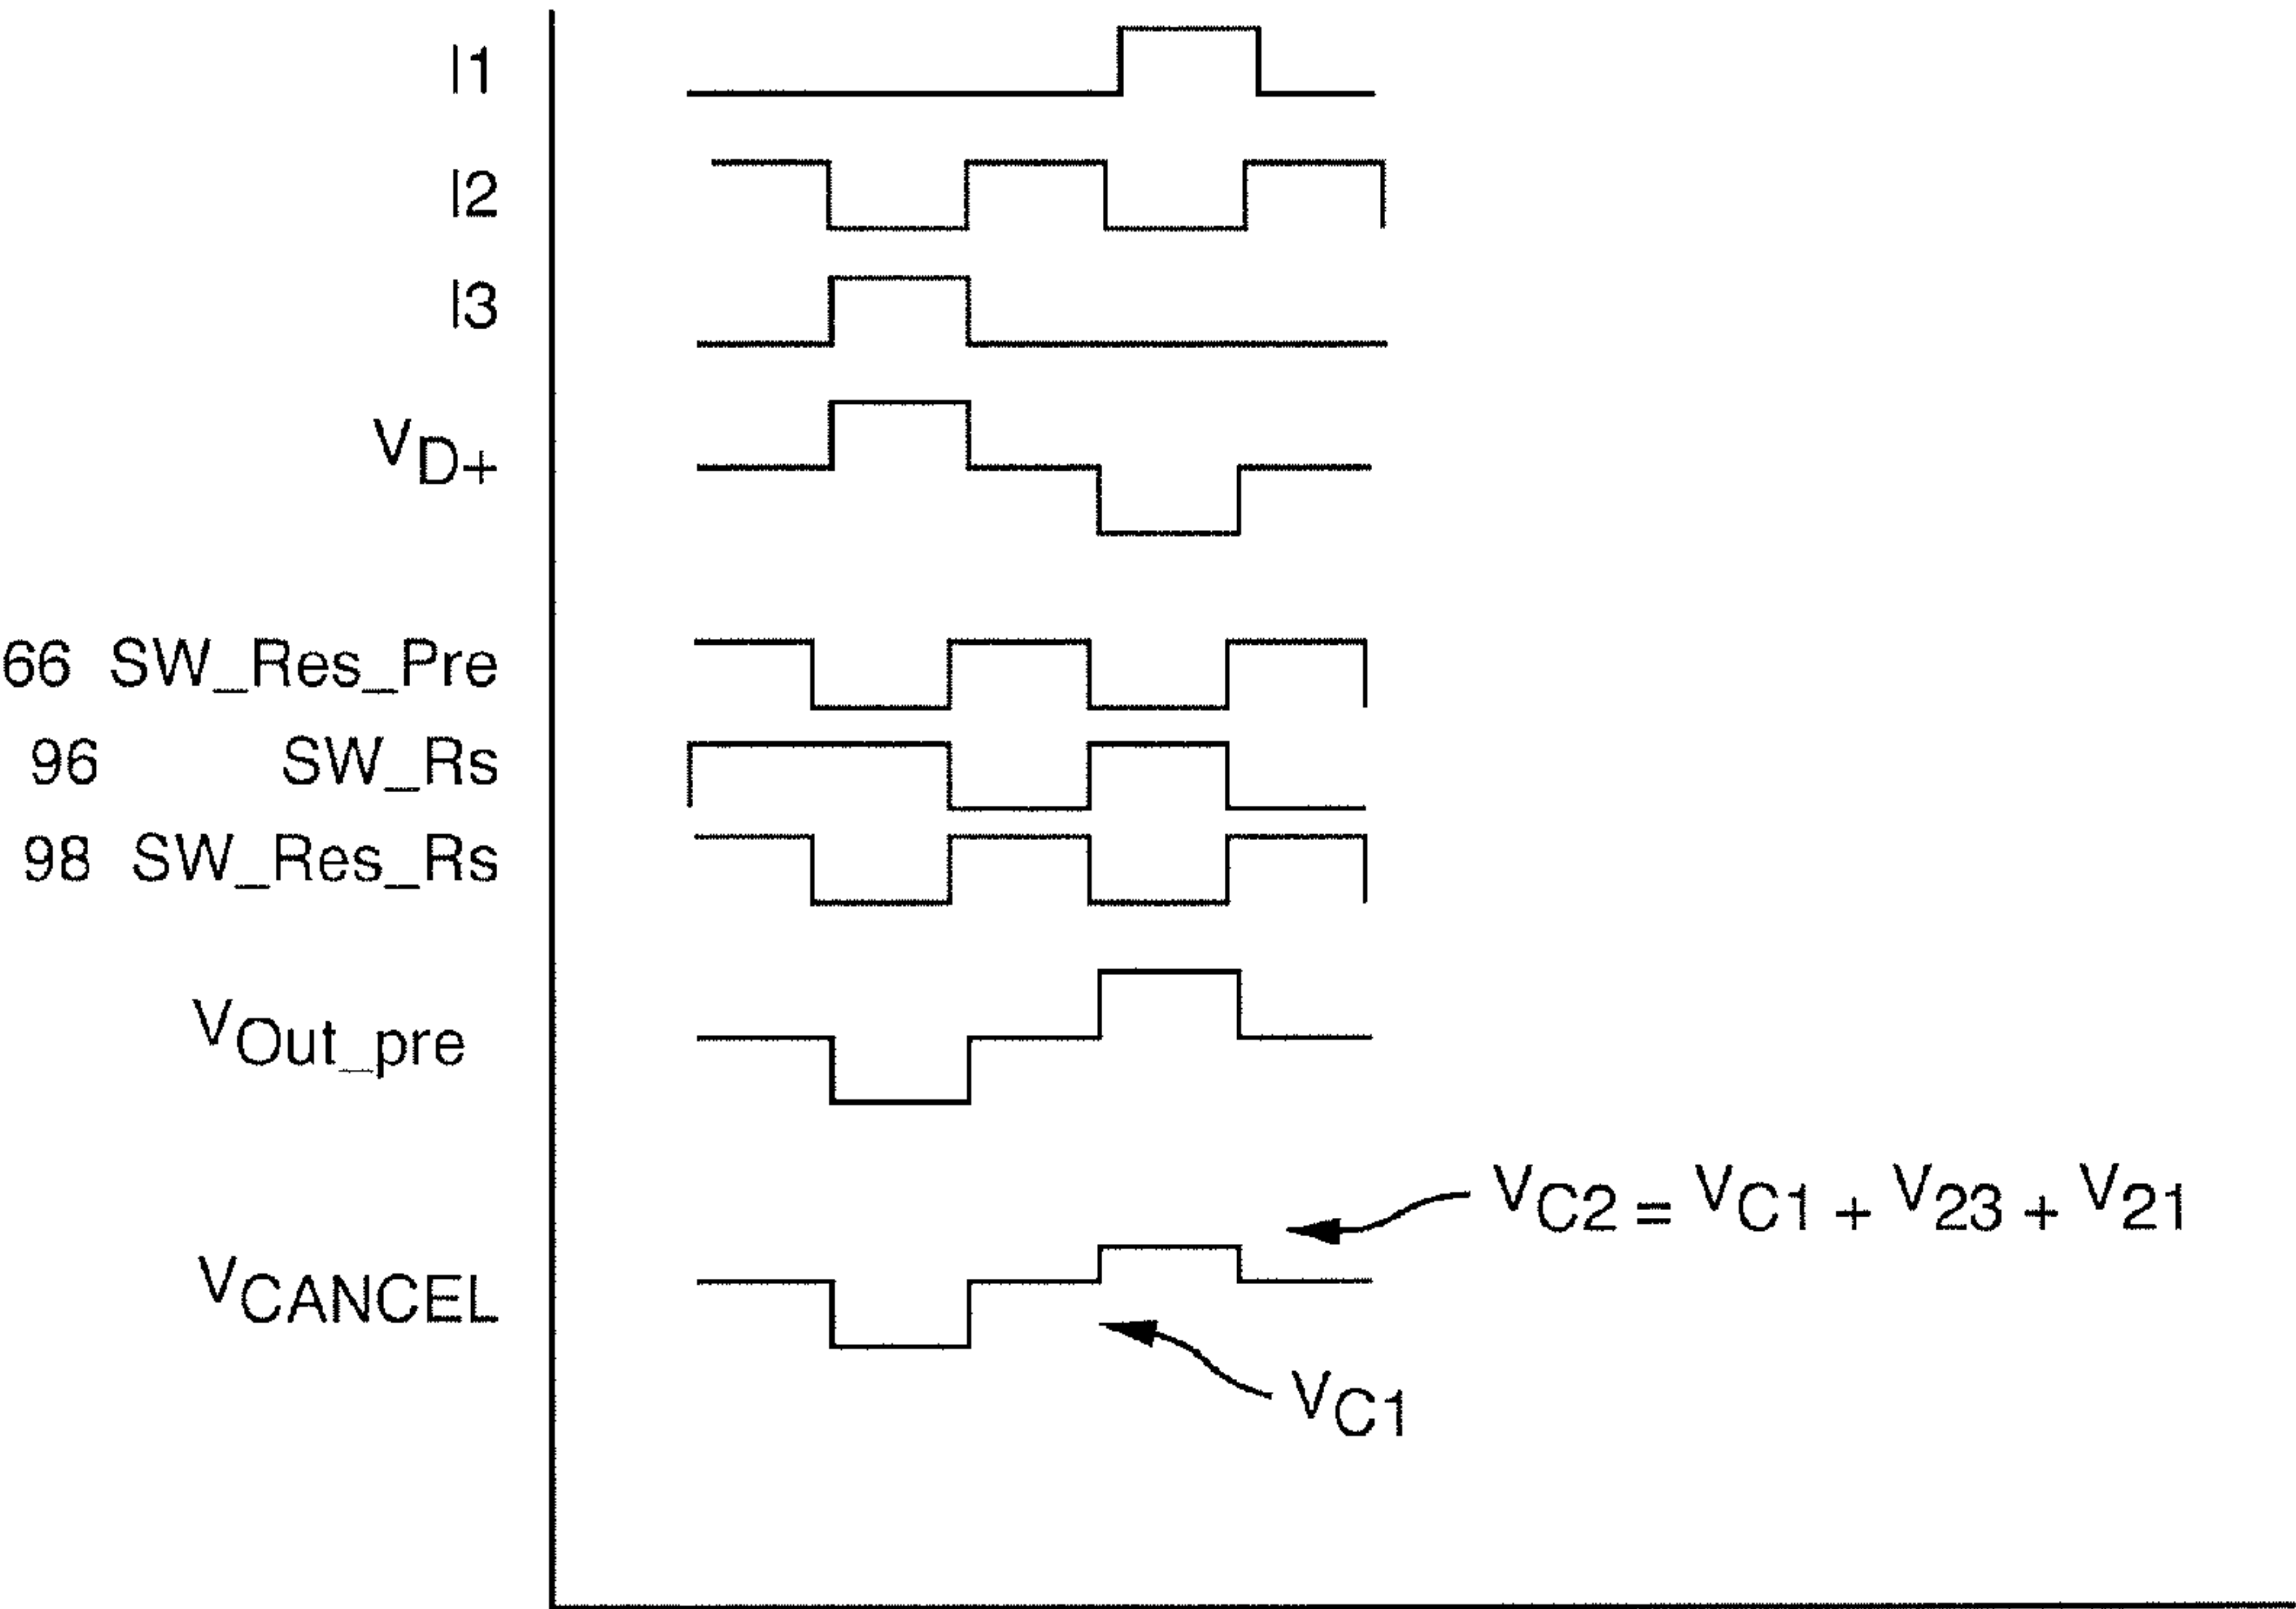 I1
I2
I3
VD+
66 SW_Res_Pre
96 SW_Rs
98 SW_Res_Rs
VOut_pre
VC2 = VC1 + V23 + V21
VCANCEL
VC1